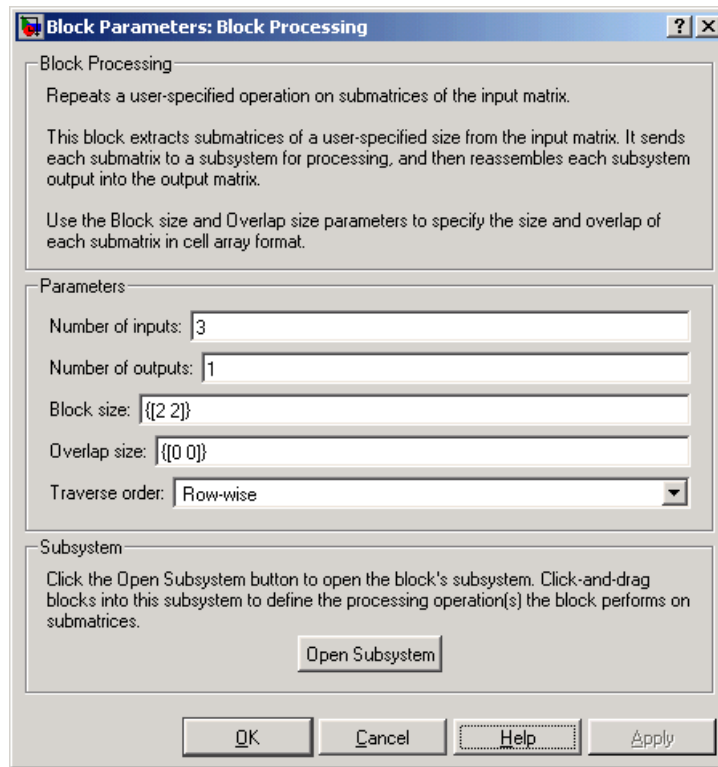 Block Parameters: Block Processing
Block Processing
Repeats a user-specified operation on submatrices of the input matrix.
This block extracts submatrices of a user-specified size from the input matrix. It sends
each submatrix to a subsystem for processing, and then reassembles each subsystem
output into the output matrix.
Use the Block size and Overlap size parameters to specify the size and overlap of
each submatrix in cell array format.
Parameters
Number of inputs: 3
Number of outputs: 1
Block size: {[2 2]}
Overlap size: {[0 0]}
Traverse order: Row-wise
Subsystem
Click the Open Subsystem button to open the block's subsystem. Click-and-drag
blocks into this subsystem to define the processing operation(s) the block performs on
submatrices.
Open Subsystem
OK Cancel Help Apply